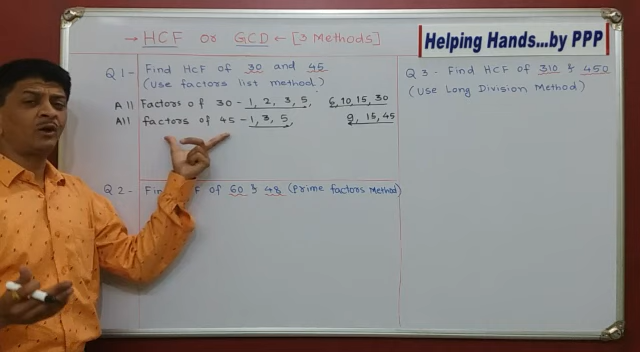 → HCF or GCD ← [3 Methods]
Helping Hands...by PPP
Q1- Find HCF of 30 and 45
(Use factors list method.)
All Factors of 30 - 1, 2, 3, 5, 6, 10, 15, 30
All factors of 45 - 1, 3, 5, 9, 15, 45
Q2- Fin of 60 & 48 (Prime factors Method)
Q3- Find HCF of 310 & 450
(Use Long Division Method)